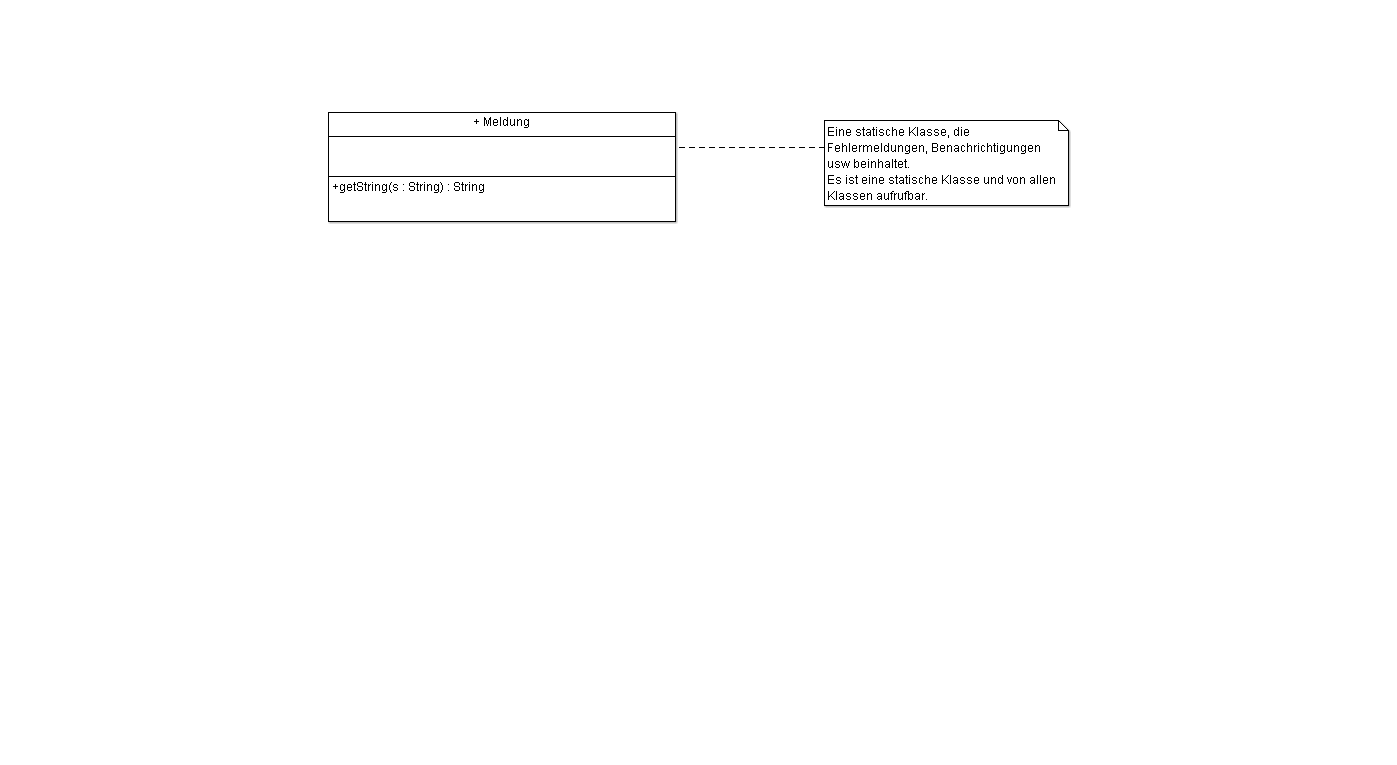 + Meldung
+getString(s : String) : String
Eine statische Klasse, die
Fehlermeldungen, Benachrichtigungen
usw beinhaltet.
Es ist eine statische Klasse und von allen
Klassen aufrufbar.